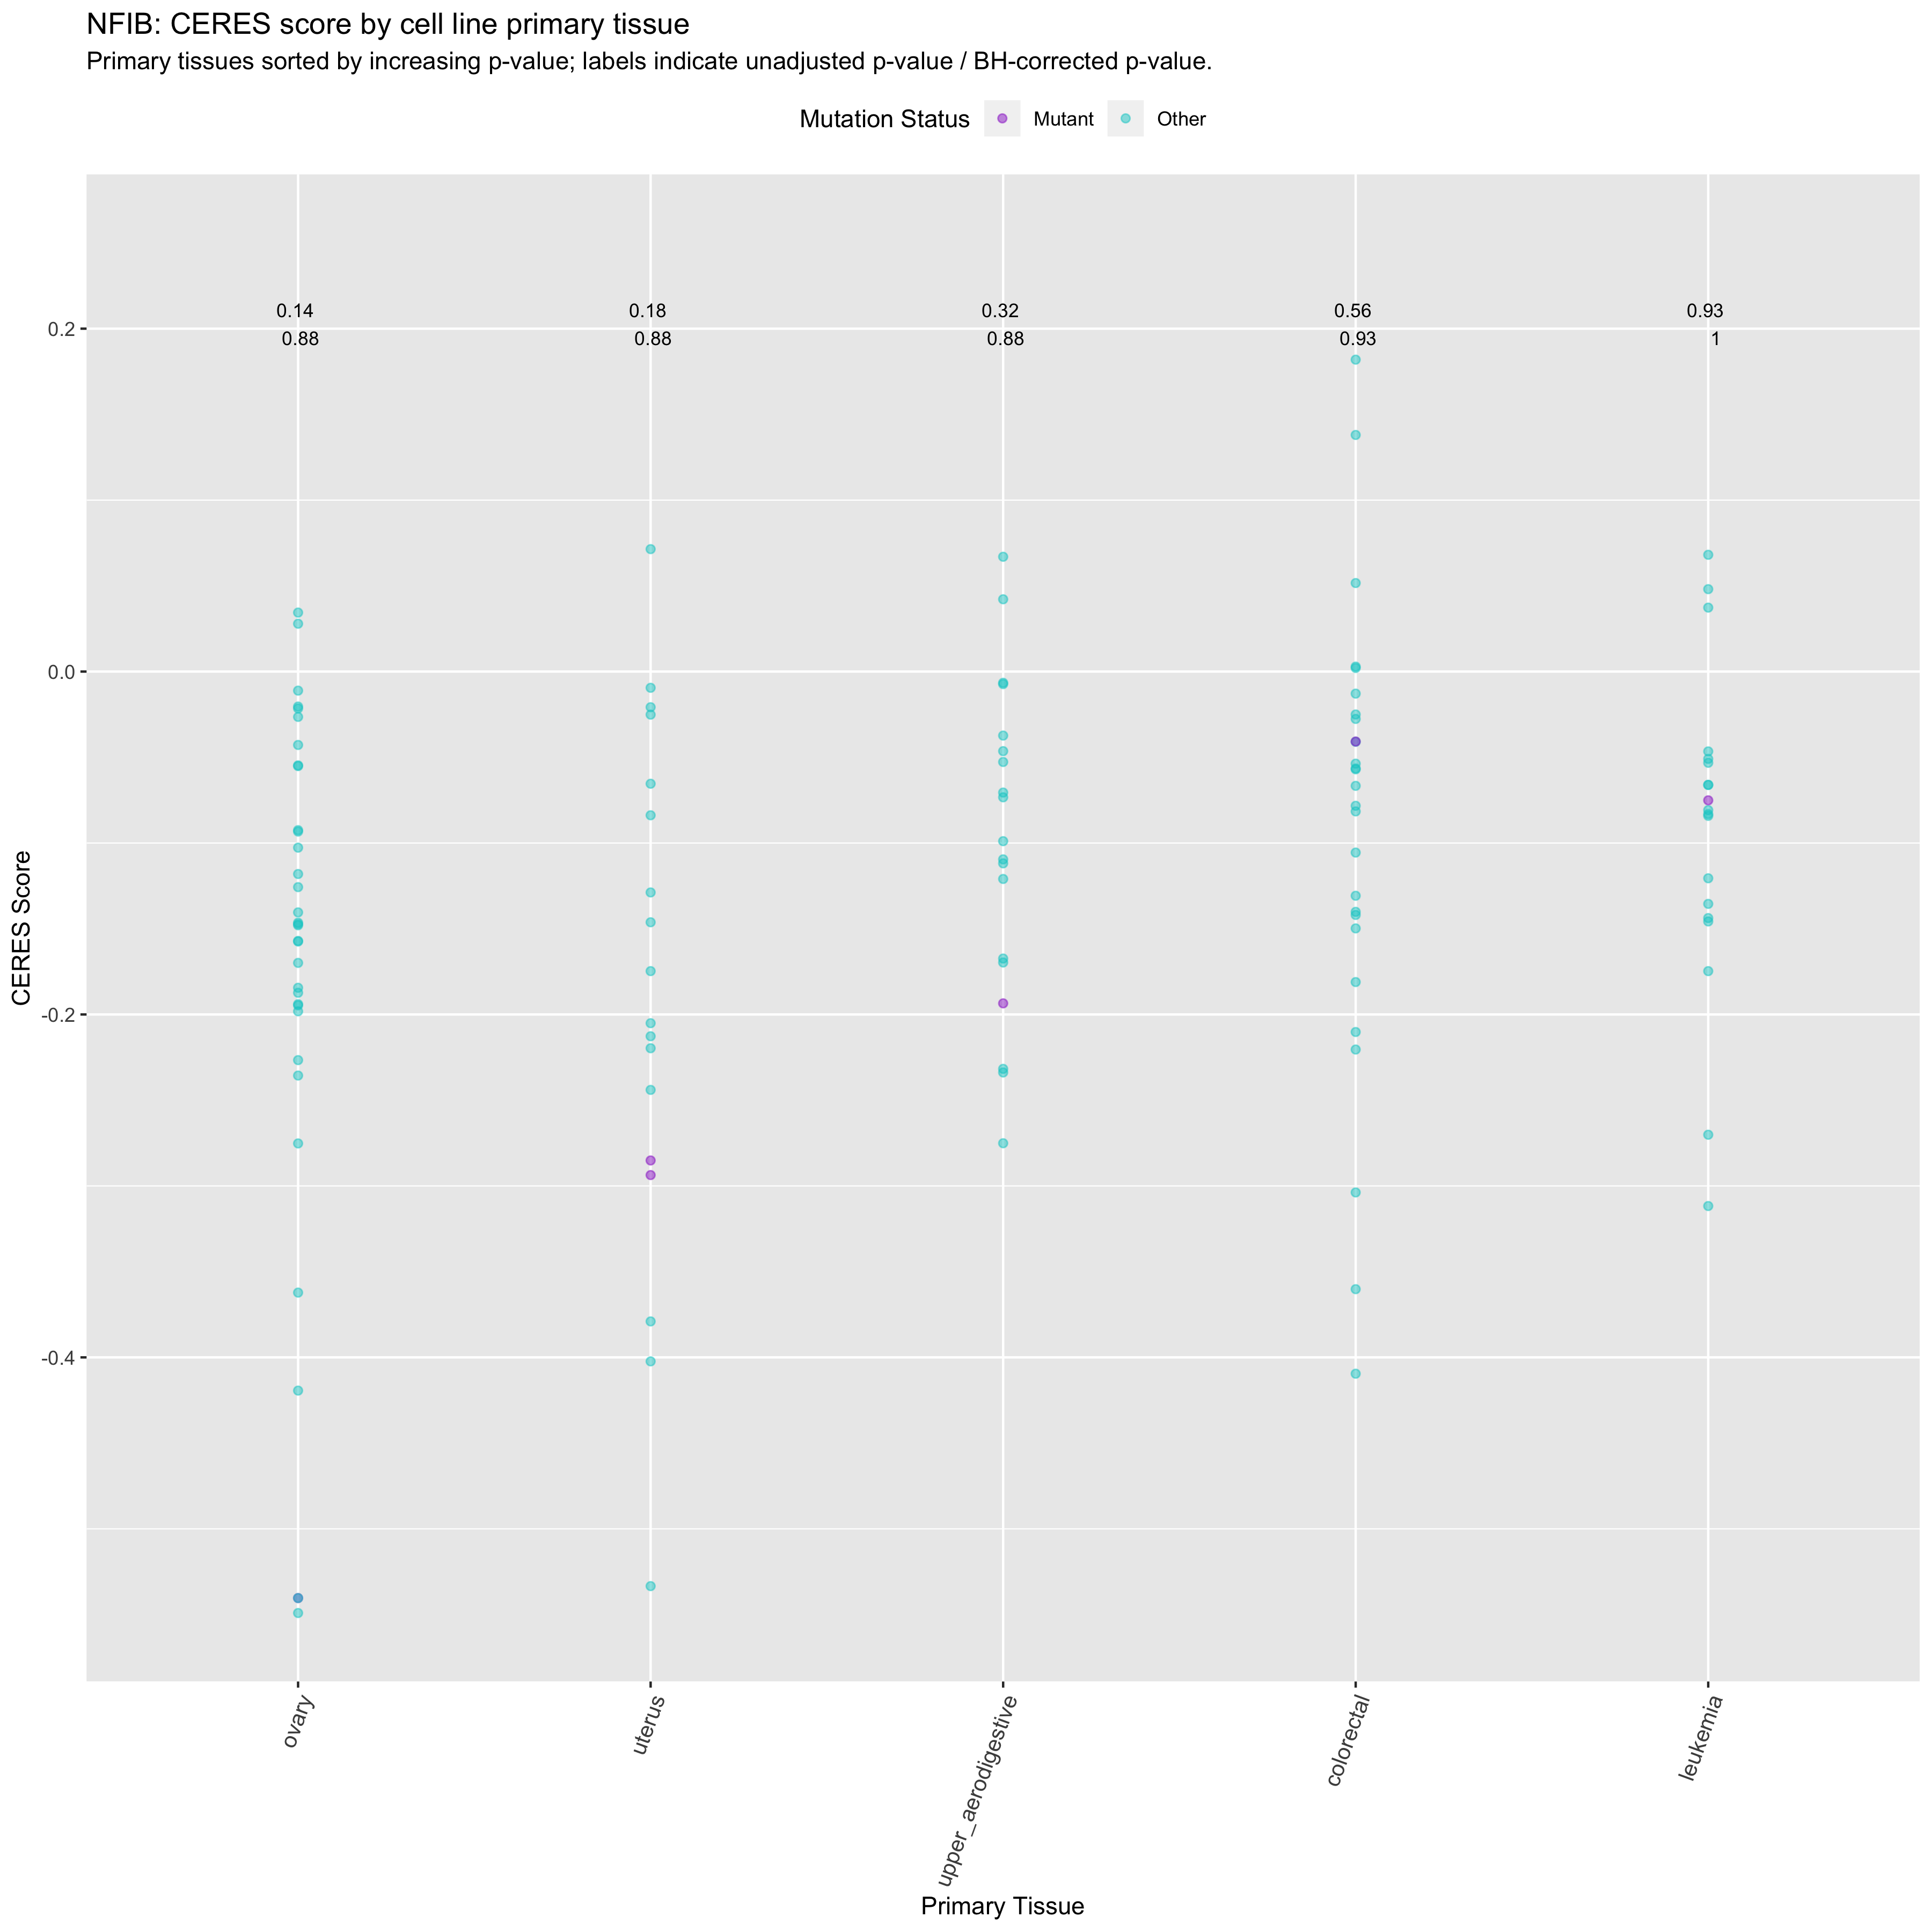 NFIB: CERES score by cell line primary tissue
Primary tissues sorted by increasing p-value; labels indicate unadjusted p-value / BH-corrected p-value.
Mutation Status Mutant Other
0.14 0.18 0.32 0.56 0.93
0.88 0.88 0.88 0.93 1
0.2
0.0
-0.2
-0.4
CERES Score
ovary uterus upper_aerodigestive colorectal leukemia
Primary Tissue